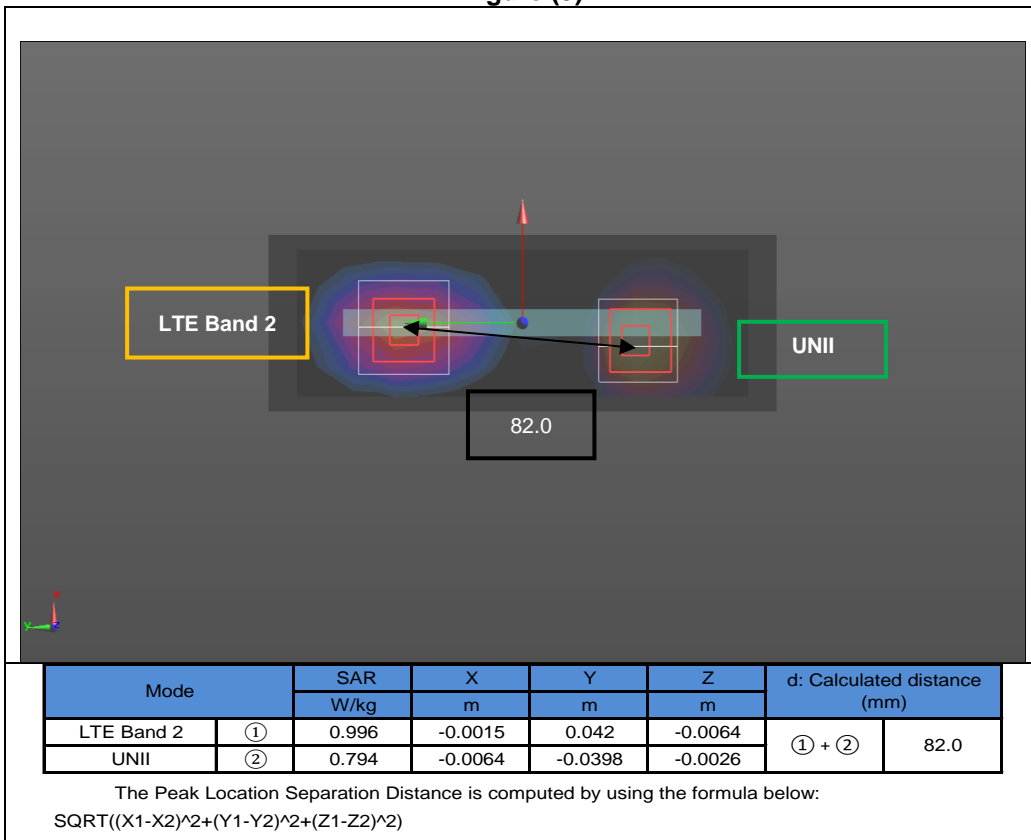 LTE Band 2
UNII
82.0
x
y
z
Mode SAR X Y Z d: Calculated distance (mm)
W/kg m m m
LTE Band 2 ① 0.996 -0.0015 0.042 -0.0064 ① + ② 82.0
UNII ② 0.794 -0.0064 -0.0398 -0.0026
The Peak Location Separation Distance is computed by using the formula below:
SQRT((X1-X2)^2+(Y1-Y2)^2+(Z1-Z2)^2)